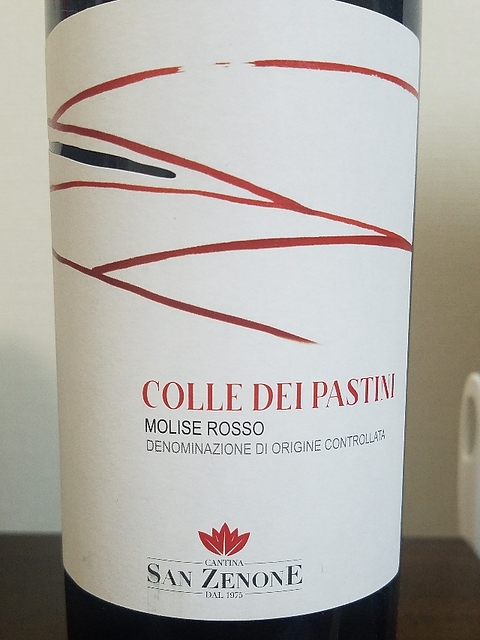 COLLE DEI PASTINI
MOLISE ROSSO
DENOMINAZIONE DI ORIGINE CONTROLLATA
CANTINA
SAN ZENONE
DAL 1975